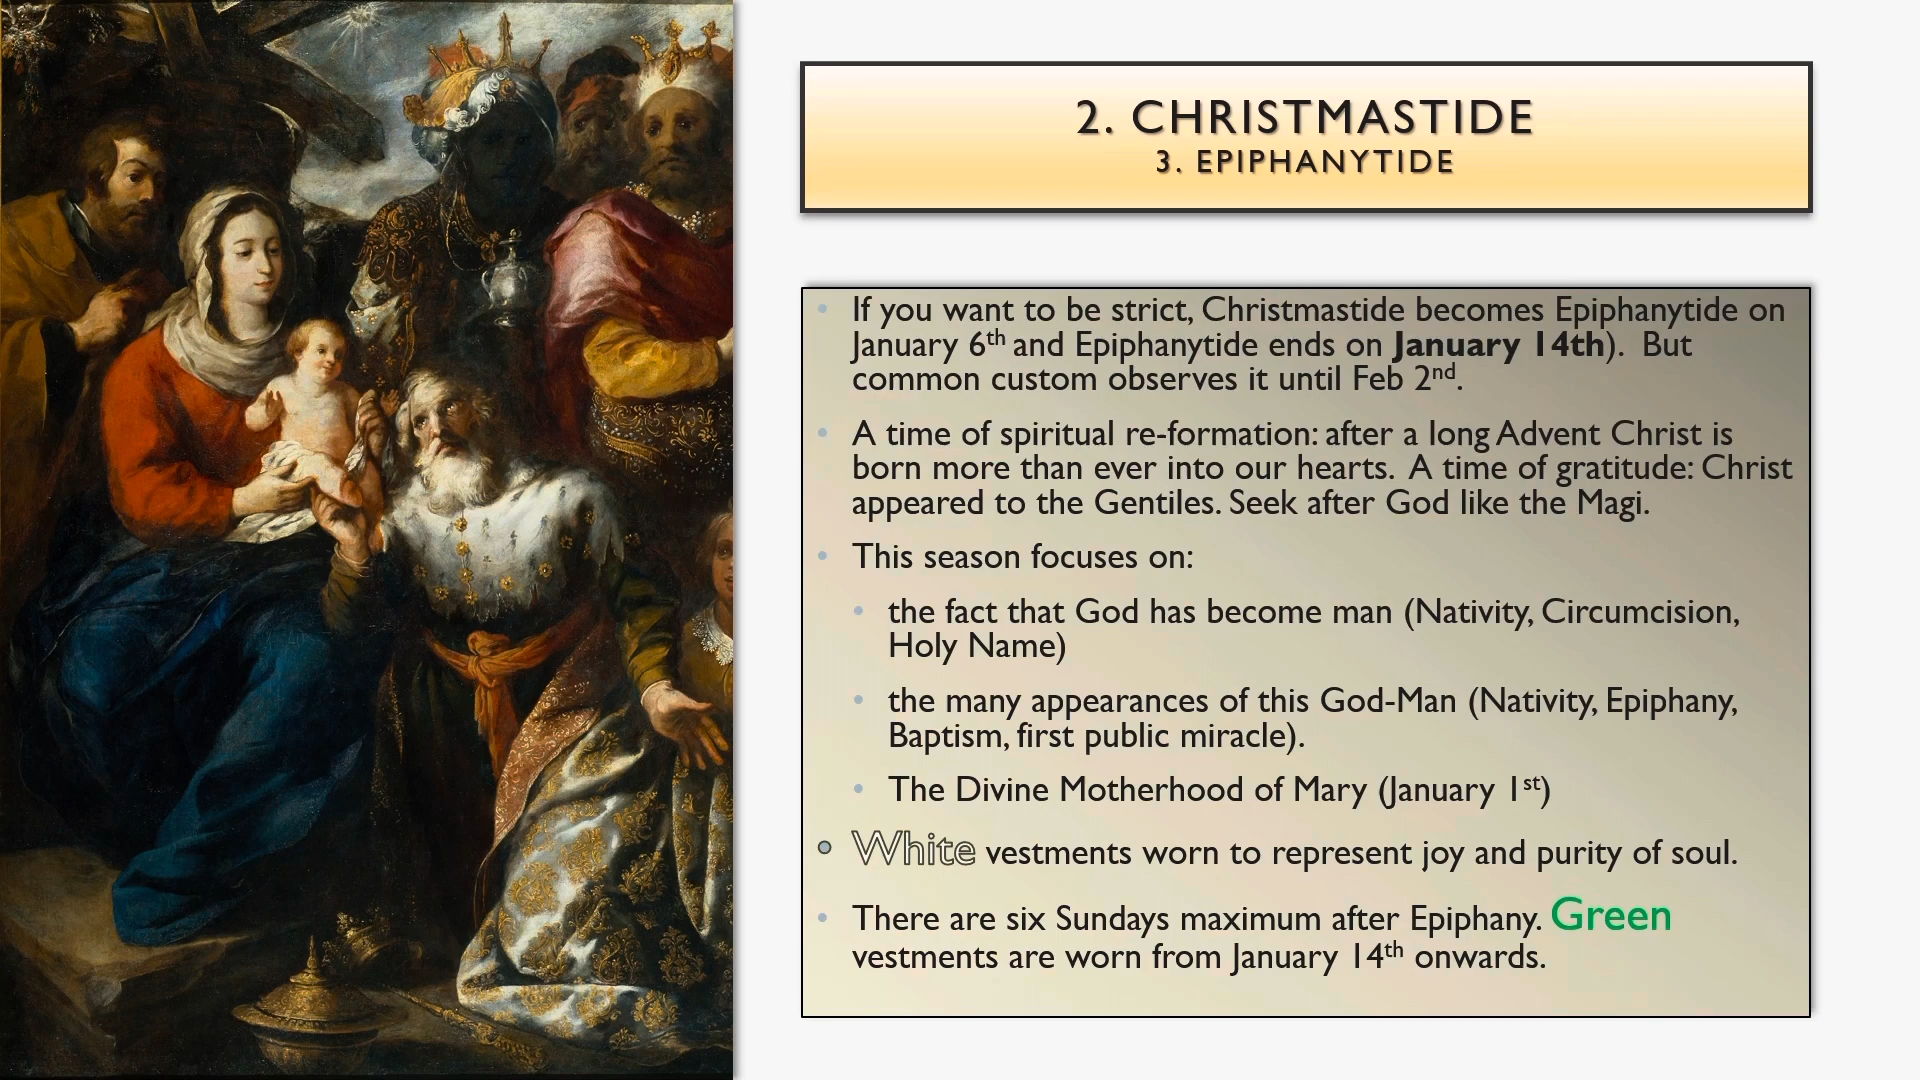 2. CHRISTMASTIDE
3. EPIPHANYTIDE
• If you want to be strict, Christmastide becomes Epiphanytide on
January 6th and Epiphanytide ends on January 14th).  But
common custom observes it until Feb 2nd.
• A time of spiritual re-formation: after a long Advent Christ is
born more than ever into our hearts.  A time of gratitude: Christ
appeared to the Gentiles. Seek after God like the Magi.
• This season focuses on:
• the fact that God has become man (Nativity, Circumcision,
Holy Name)
• the many appearances of this God-Man (Nativity, Epiphany,
Baptism, first public miracle).
• The Divine Motherhood of Mary (January 1st)
• White vestments worn to represent joy and purity of soul.
• There are six Sundays maximum after Epiphany. Green
vestments are worn from January 14th onwards.